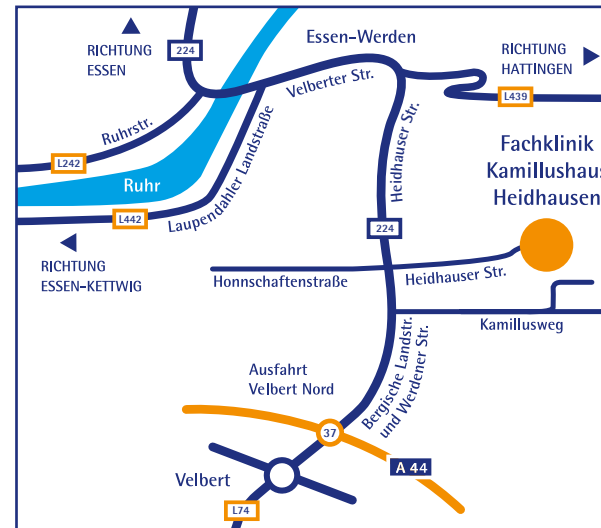 RICHTUNG
ESSEN
224
Essen-Werden
RICHTUNG
HATTINGEN
L439
Velberter Str.
Ruhrstr.
L242
Ruhr
Laupendahler Landstraße
L442
RICHTUNG
ESSEN-KETTWIG
Heidhauser Str.
224
Fachklinik
Kamillushaus
Heidhausen
Honnschaftenstraße
Heidhauser Str.
Kamillusweg
Bergische Landstr.
und Werdener Str.
Ausfahrt
Velbert Nord
37
A 44
Velbert
L74